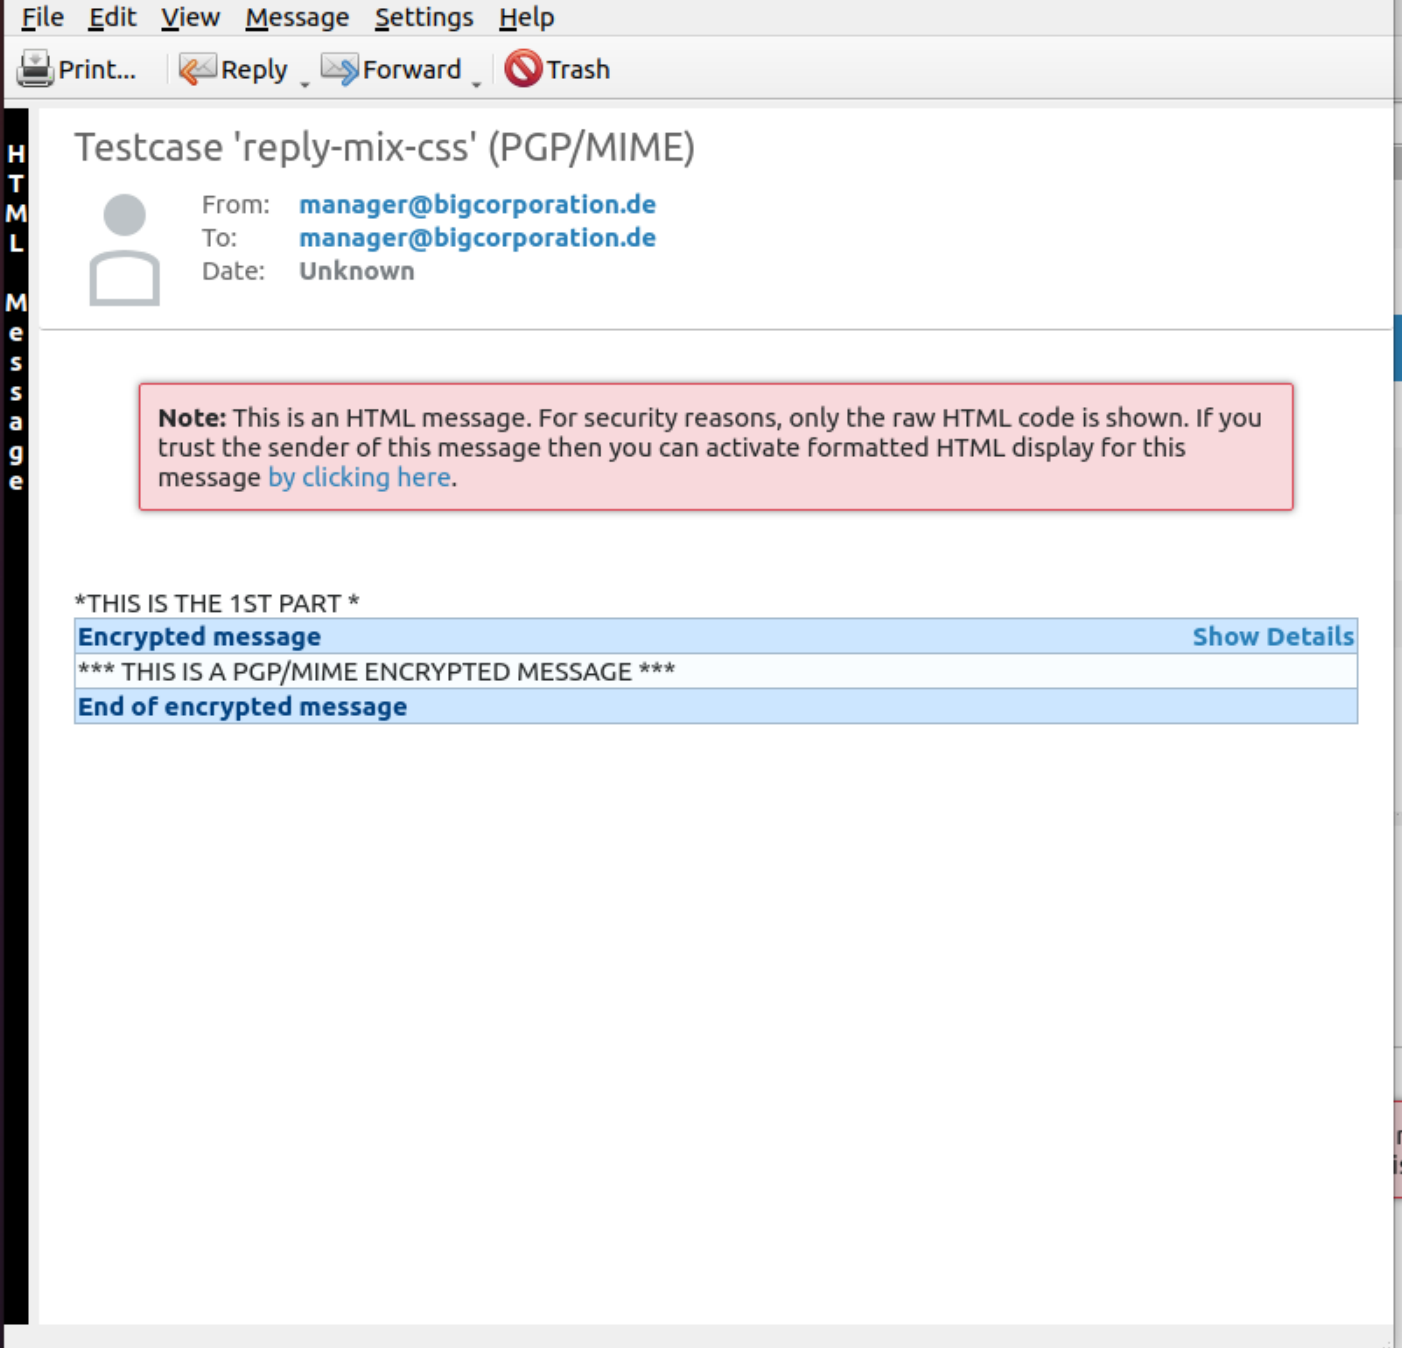 File Edit View Message Settings Help
Print... Reply Forward Trash
HTML Message
Testcase 'reply-mix-css' (PGP/MIME)
From: manager@bigcorporation.de
To: manager@bigcorporation.de
Date: Unknown
Note: This is an HTML message. For security reasons, only the raw HTML code is shown. If you
trust the sender of this message then you can activate formatted HTML display for this
message by clicking here.
*THIS IS THE 1ST PART *
Encrypted message Show Details
*** THIS IS A PGP/MIME ENCRYPTED MESSAGE ***
End of encrypted message